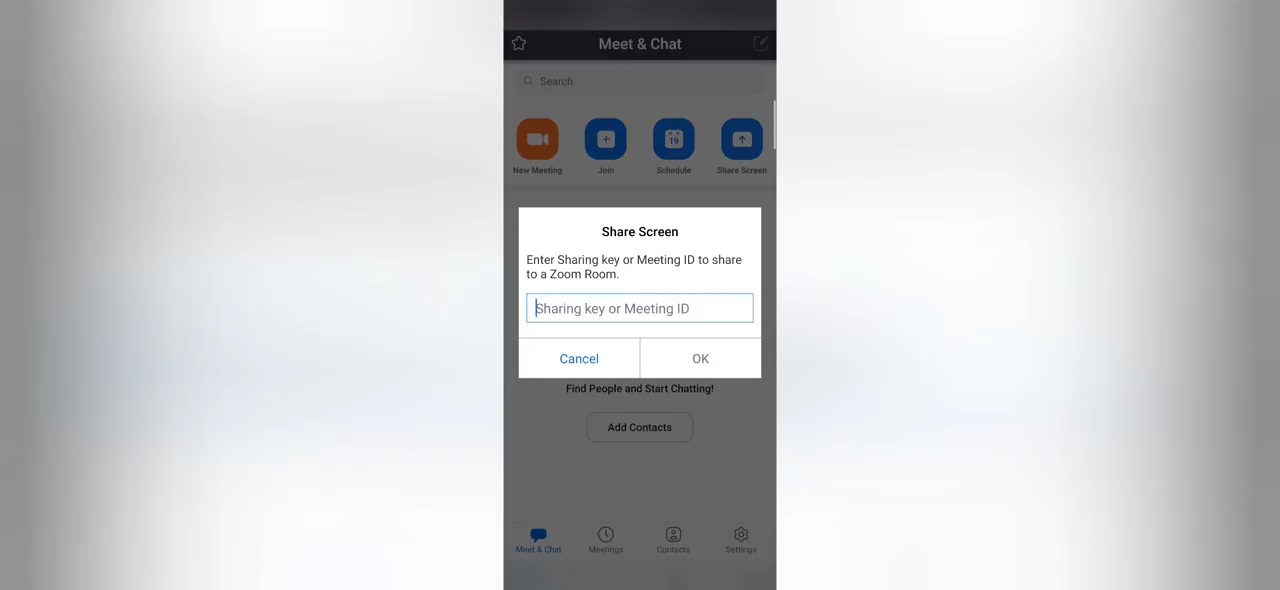 Meet & Chat
Search
19
New Meeting
Join
Schedule
Share Screen
Share Screen
Enter Sharing key or Meeting ID to share
to a Zoom Room.
Sharing key or Meeting ID
Cancel
OK
Find People and Start Chatting!
Add Contacts
Meet & Chat
Meetings
Contacts
Settings